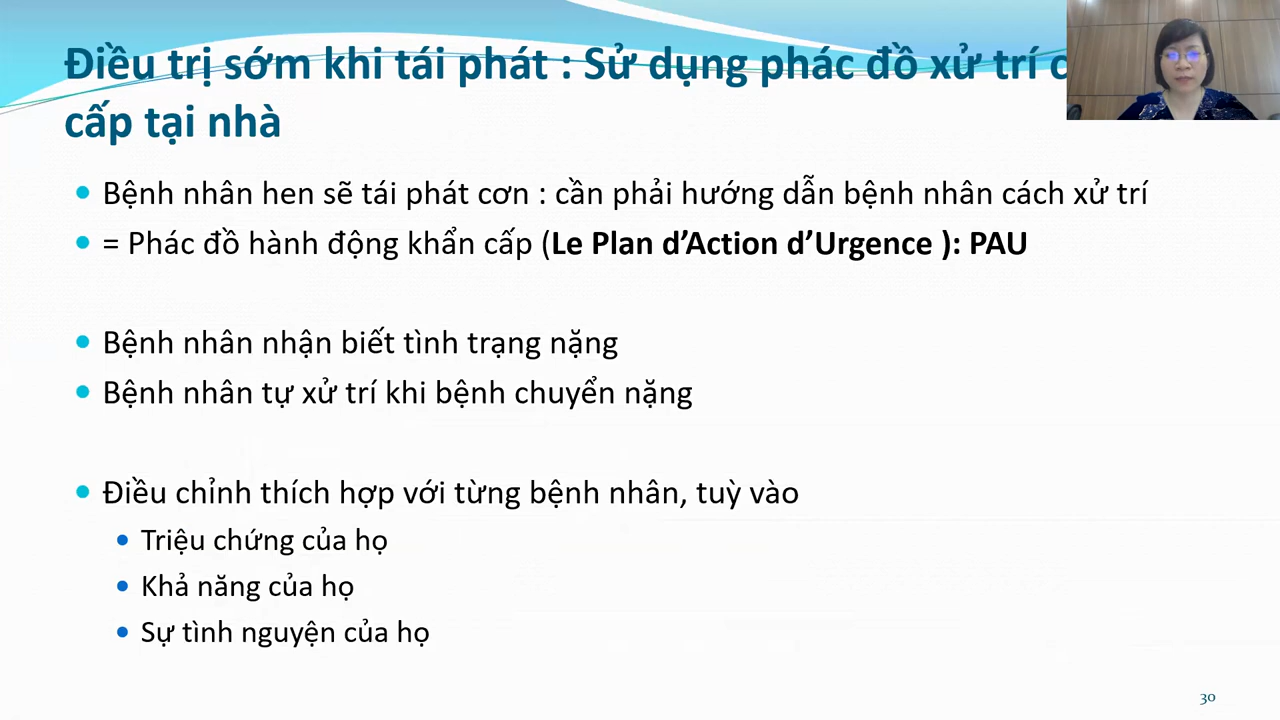 Điều trị sớm khi tái phát : Sử dụng phác đồ xử trí
cấp tại nhà
Bệnh nhân hen sẽ tái phát cơn : cần phải hướng dẫn bệnh nhân cách xử trí
= Phác đồ hành động khẩn cấp (Le Plan d’Action d’Urgence ): PAU
Bệnh nhân nhận biết tình trạng nặng
Bệnh nhân tự xử trí khi bệnh chuyển nặng
Điều chỉnh thích hợp với từng bệnh nhân, tuỳ vào
Triệu chứng của họ
Khả năng của họ
Sự tình nguyện của họ
30